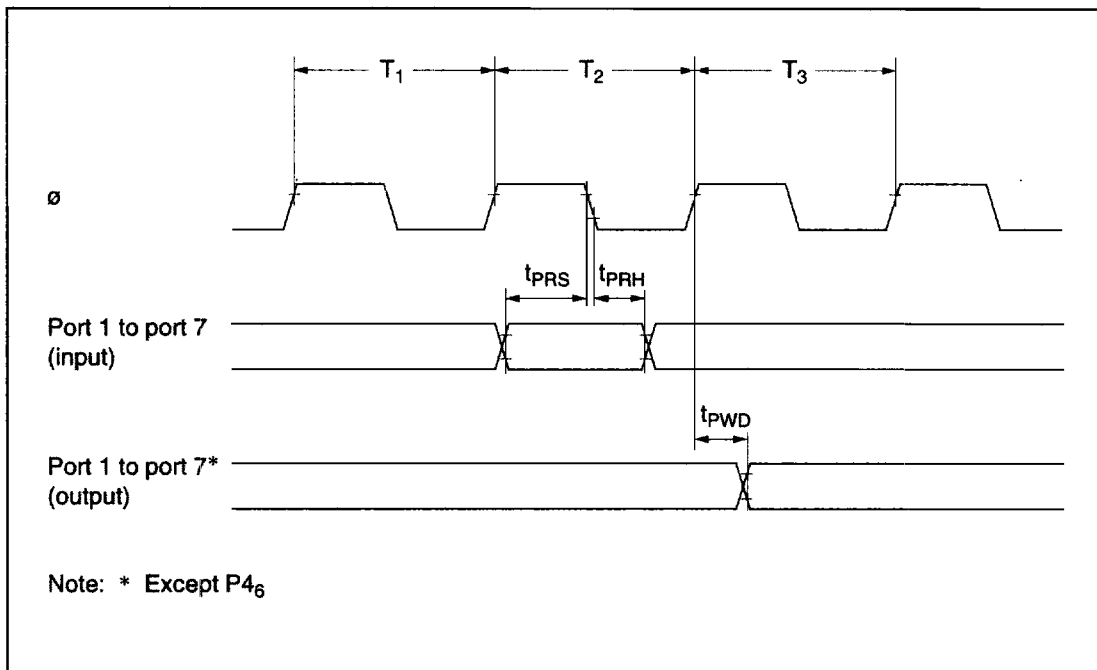 T₁ T₂ T₃
ø
tPRS tPRH
Port 1 to port 7
(input)
tPWD
Port 1 to port 7*
(output)
Note: * Except P4₆